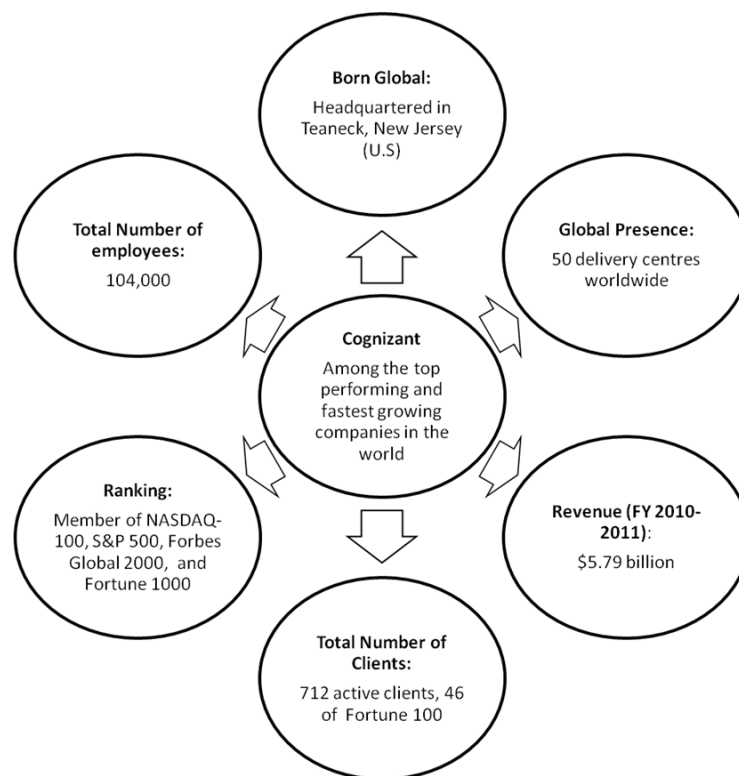 Born Global:
Headquartered in
Teaneck, New Jersey
(U.S)
Total Number of
employees:
104,000
Global Presence:
50 delivery centres
worldwide
Cognizant
Among the top
performing and
fastest growing
companies in the
world
Ranking:
Member of NASDAQ-
100, S&P 500, Forbes
Global 2000, and
Fortune 1000
Revenue (FY 2010-
2011):
$5.79 billion
Total Number of
Clients:
712 active clients, 46
of Fortune 100